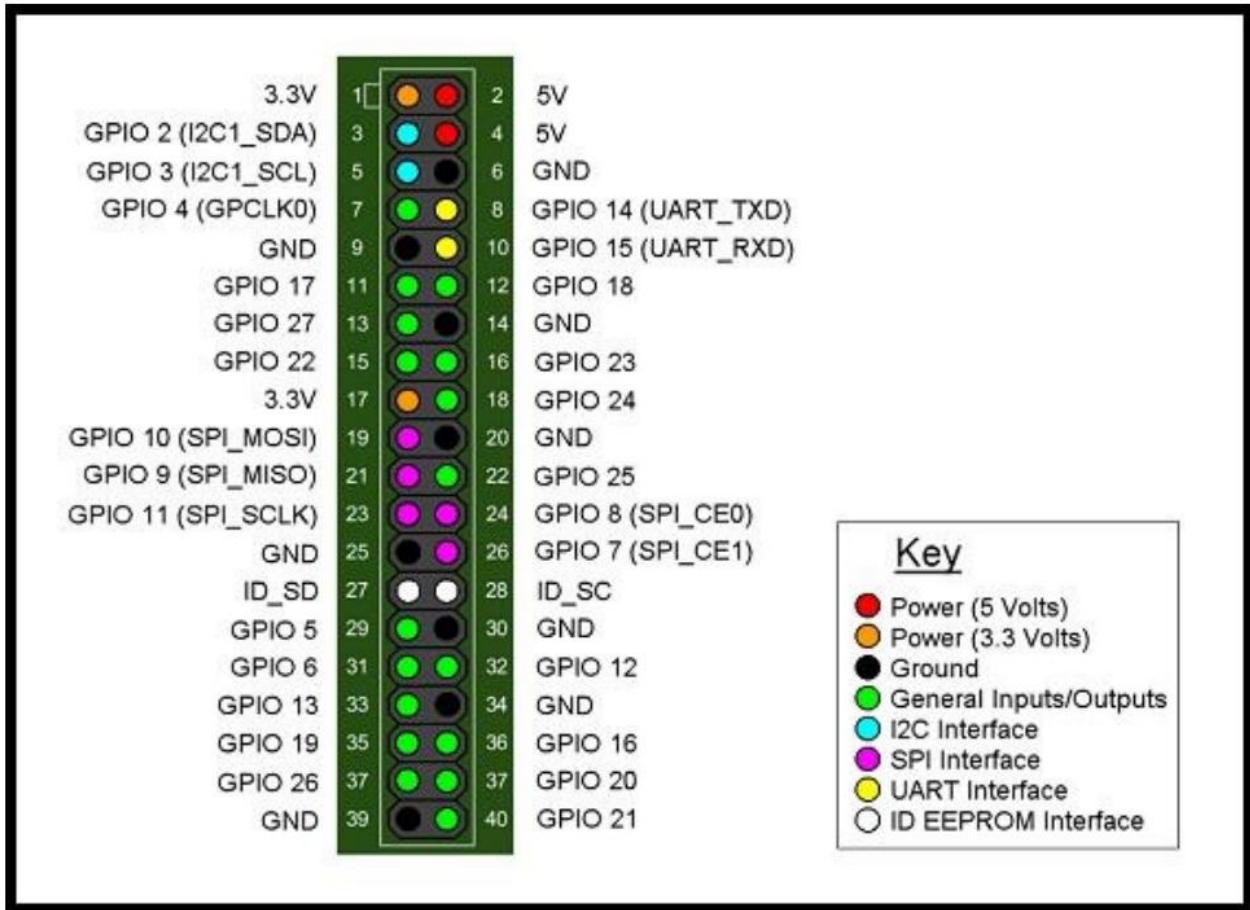 3.3V 1 2 5V
GPIO 2 (I2C1_SDA) 3 4 5V
GPIO 3 (I2C1_SCL) 5 6 GND
GPIO 4 (GPCLK0) 7 8 GPIO 14 (UART_TXD)
GND 9 10 GPIO 15 (UART_RXD)
GPIO 17 11 12 GPIO 18
GPIO 27 13 14 GND
GPIO 22 15 16 GPIO 23
3.3V 17 18 GPIO 24
GPIO 10 (SPI_MOSI) 19 20 GND
GPIO 9 (SPI_MISO) 21 22 GPIO 25
GPIO 11 (SPI_SCLK) 23 24 GPIO 8 (SPI_CE0)
GND 25 26 GPIO 7 (SPI_CE1)
ID_SD 27 28 ID_SC
GPIO 5 29 30 GND
GPIO 6 31 32 GPIO 12
GPIO 13 33 34 GND
GPIO 19 35 36 GPIO 16
GPIO 26 37 37 GPIO 20
GND 39 40 GPIO 21
Key
Power (5 Volts)
Power (3.3 Volts)
Ground
General Inputs/Outputs
I2C Interface
SPI Interface
UART Interface
ID EEPROM Interface